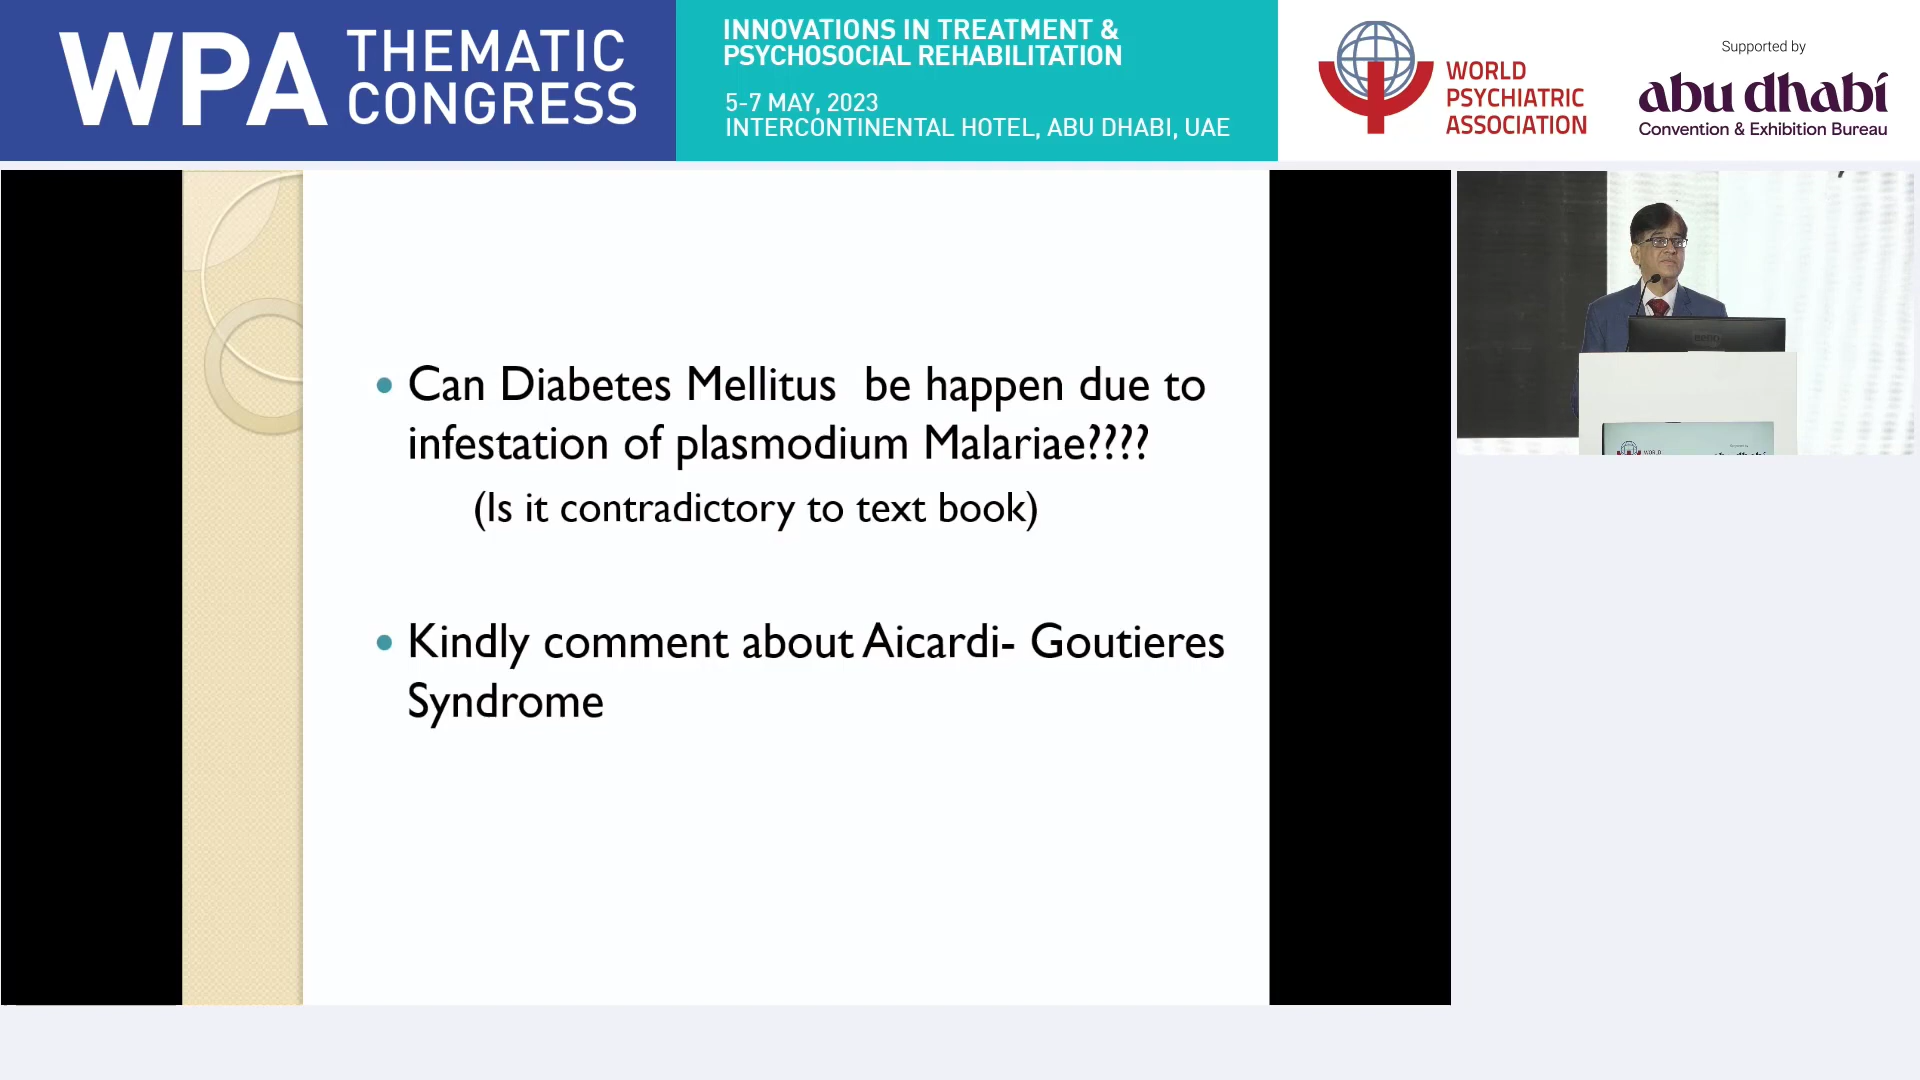 WPA THEMATIC
CONGRESS
INNOVATIONS IN TREATMENT &
PSYCHOSOCIAL REHABILITATION
5-7 MAY, 2023
INTERCONTINENTAL HOTEL, ABU DHABI, UAE
WORLD
PSYCHIATRIC
ASSOCIATION
Supported by
abu dhabi
Convention & Exhibition Bureau
• Can Diabetes Mellitus be happen due to
infestation of plasmodium Malariae????
(Is it contradictory to text book)
• Kindly comment about Aicardi- Goutieres
Syndrome
WORLD